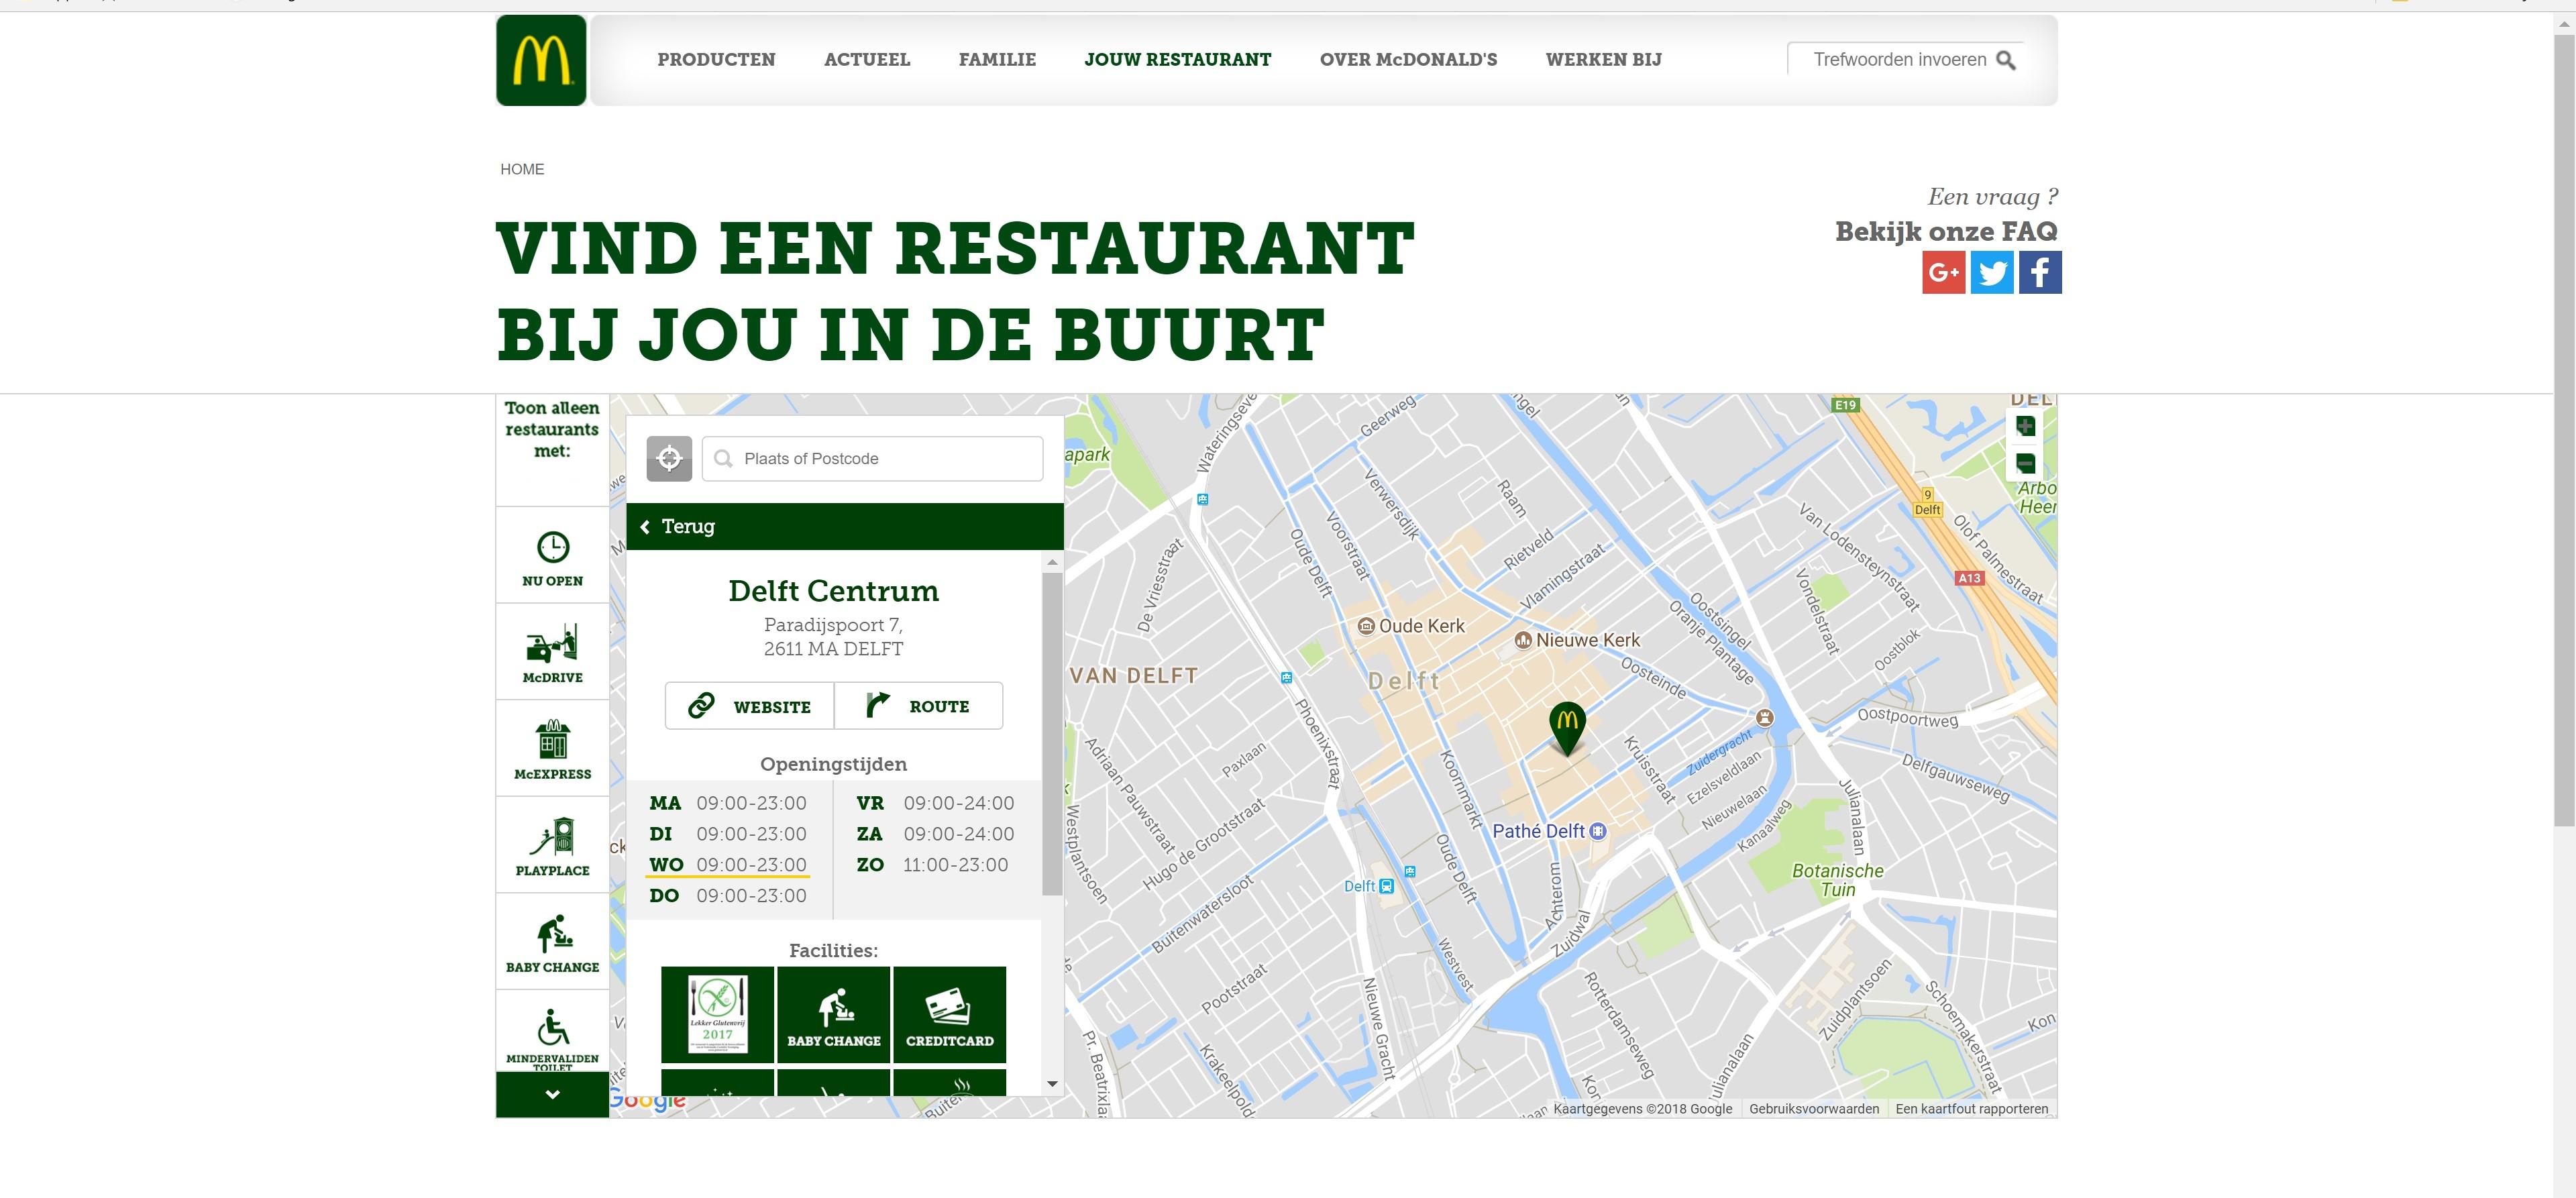 PRODUCTEN ACTUEEL FAMILIE JOUW RESTAURANT OVER McDONALD'S WERKEN BIJ Trefwoorden invoeren
HOME
Een vraag ?
Bekijk onze FAQ
VIND EEN RESTAURANT
BIJ JOU IN DE BUURT
Toon alleen
restaurants
met:
NU OPEN
McDRIVE
McEXPRESS
PLAYPLACE
BABY CHANGE
MINDERVALIDEN
TOILET
Plaats of Postcode
Terug
Delft Centrum
Paradijspoort 7,
2611 MA DELFT
WEBSITE
ROUTE
Openingstijden
MA 09:00-23:00
DI 09:00-23:00
WO 09:00-23:00
DO 09:00-23:00
VR 09:00-24:00
ZA 09:00-24:00
ZO 11:00-23:00
Facilities:
Lekker Glutenvrij
2017
BABY CHANGE
CREDITCARD
Google
Geerweg
E19
Raam
Verwersdijk
Voorstraat
Oude Delft
Rietveld
Vlamingstraat
De Vriesstraat
9
Delft
A13
Van Lodensteynstraat
Olof Palmestraat
Vondelstraat
Oostsingel
Oranje Plantage
Oostblok
Oude Kerk
Nieuwe Kerk
Oosteinde
VAN DELFT
Delft
Phoenixstraat
Oostpoortweg
Zuidergracht
Ezelsveldlaan
Nieuwelaan
Kanaalweg
Kruisstraat
Delfgauwseweg
Julianalaan
Adriaan Pauwstraat
Paxlaan
Hugo de Grootstraat
Westplantsoen
Koornmarkt
Pathé Delft
Botanische
Tuin
Delft
Oude Delft
Achterom
Zuidwal
Buitenwatersloot
Westvest
Pootstraat
Nieuwe Gracht
Rotterdamseweg
Zuidplantsoen
Schoemakerstraat
Julianalaan
Krakeelpold
Pr. Beatrixla
Kaartgegevens ©2018 Google Gebruiksvoorwaarden Een kaartfout rapporteren